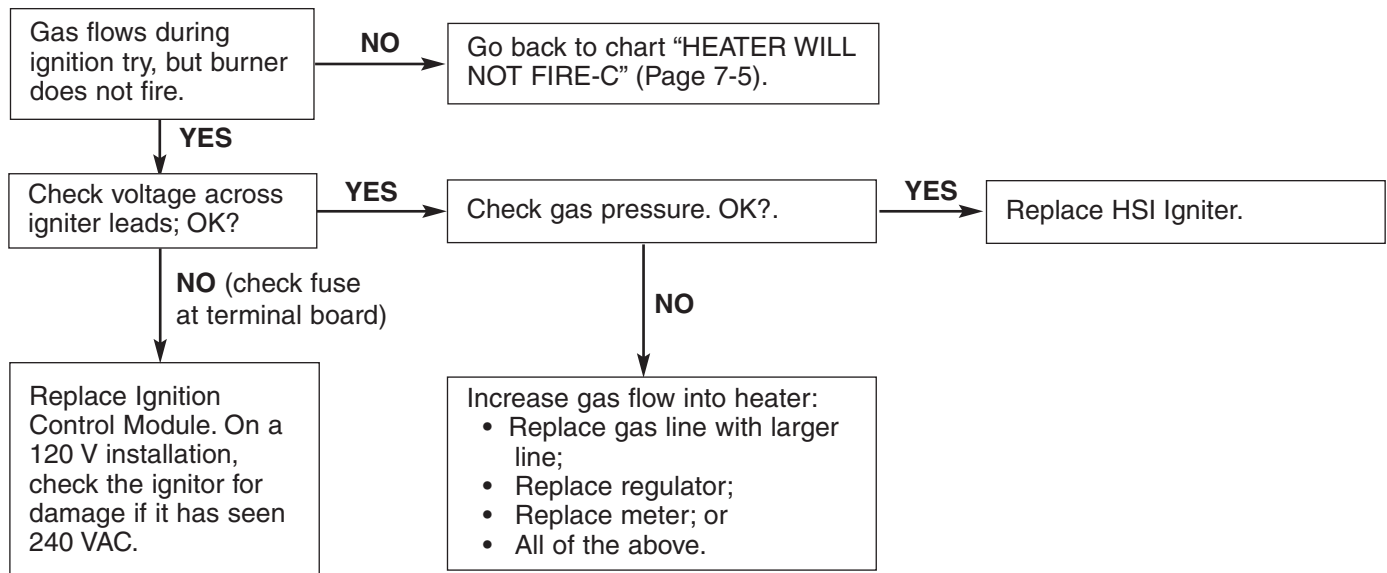 Gas flows during
ignition try, but burner
does not fire.
NO
Go back to chart “HEATER WILL
NOT FIRE-C” (Page 7-5).
YES
Check voltage across
igniter leads; OK?
YES
Check gas pressure. OK?.
YES
Replace HSI Igniter.
NO (check fuse
at terminal board)
NO
Replace Ignition
Control Module. On a
120 V installation,
check the ignitor for
damage if it has seen
240 VAC.
Increase gas flow into heater:
• Replace gas line with larger
line;
• Replace regulator;
• Replace meter; or
• All of the above.